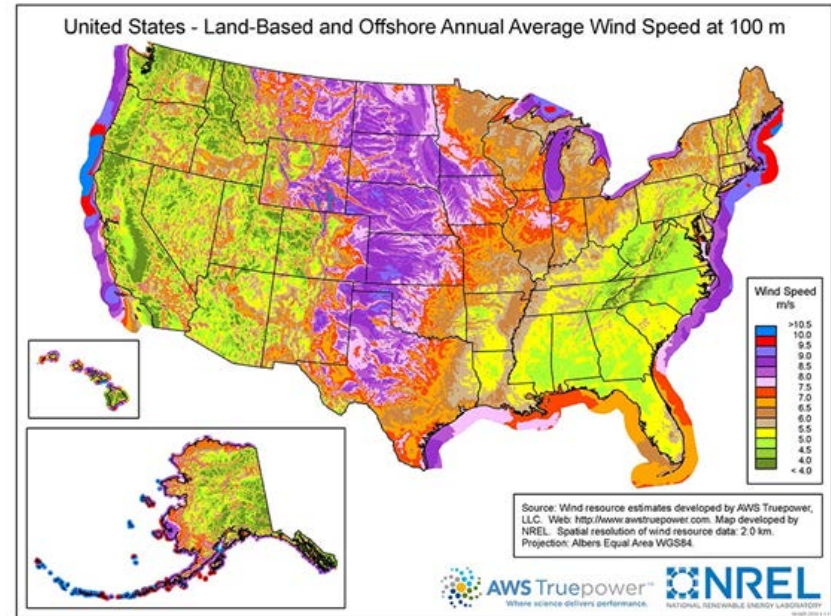 United States - Land-Based and Offshore Annual Average Wind Speed at 100 m
Wind Speed
m/s
>10.5
10.0
9.5
9.0
8.5
8.0
7.5
7.0
6.5
6.0
5.5
5.0
4.5
4.0
< 4.0
Source: Wind resource estimates developed by AWS Truepower,
LLC. Web: http://www.awstruepower.com. Map developed by
NREL. Spatial resolution of wind resource data: 2.0 km.
Projection: Albers Equal Area WGS84.
AWS Truepower™
Where science delivers performance.
NREL
NATIONAL RENEWABLE ENERGY LABORATORY